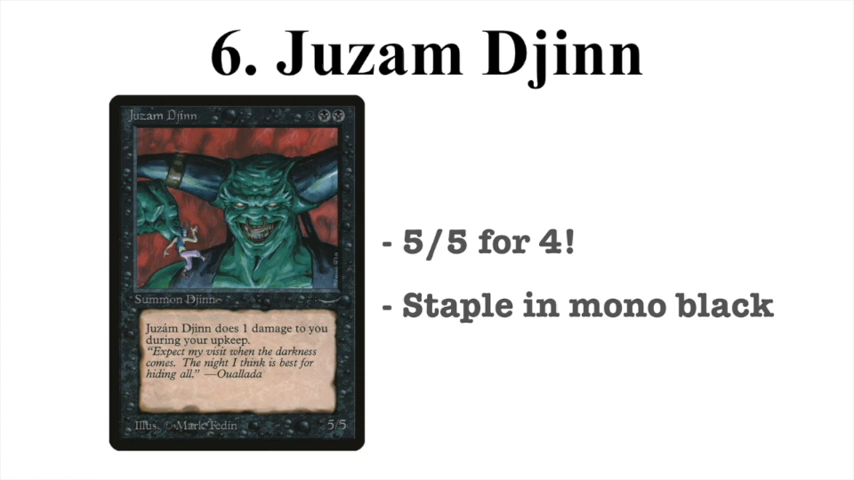 6. Juzam Djinn
Juzam Djinn 2
- 5/5 for 4!
- Staple in mono black
Summon Djinn
Juzám Djinn does 1 damage to you
during your upkeep.
“Expect my visit when the darkness
comes. The night I think is best for
hiding all.” —Ouallada
Illus. © Mark Tedin 5/5